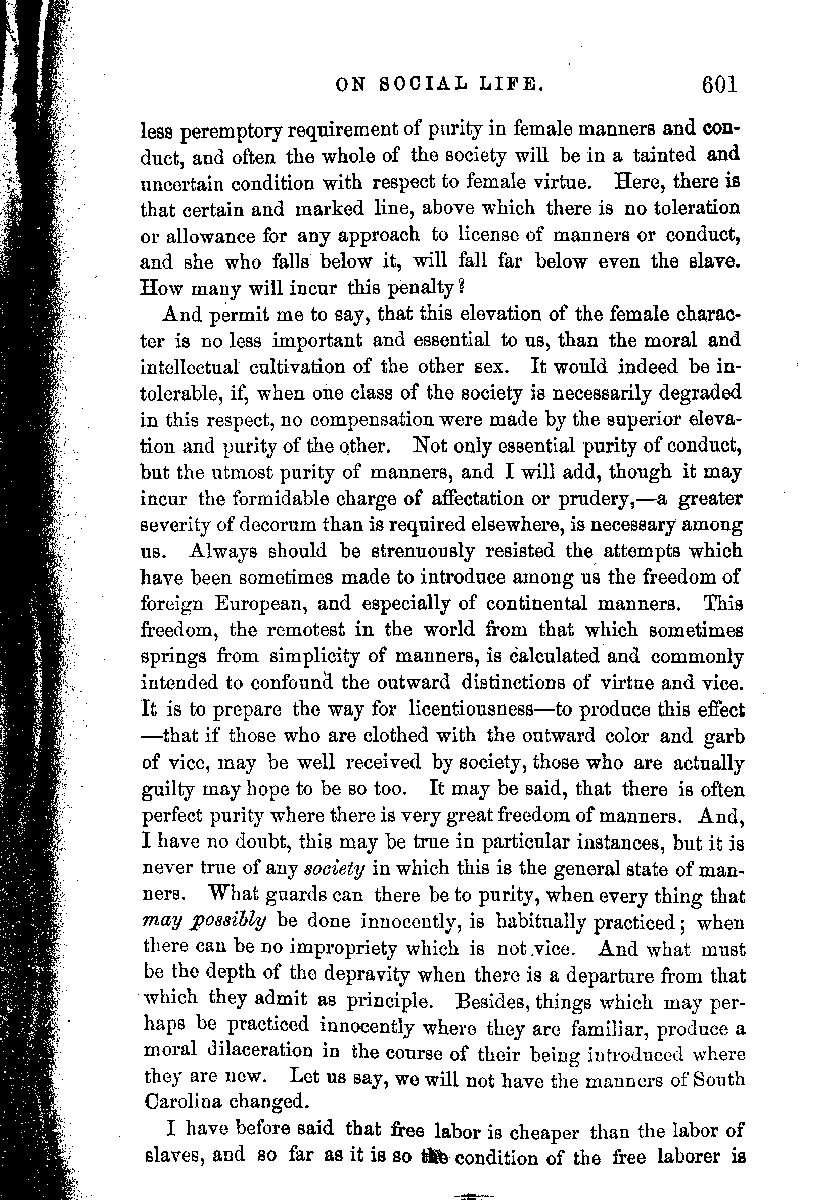 ON SOCIAL LIFE. 601
less peremptory requirement of purity in female manners and con-
duct, and often the whole of the society will be in a tainted and
uncertain condition with respect to female virtue. Here, there is
that certain and marked line, above which there is no toleration
or allowance for any approach to license of manners or conduct,
and she who falls below it, will fall far below even the slave.
How many will incur this penalty?
And permit me to say, that this elevation of the female charac-
ter is no less important and essential to us, than the moral and
intellectual cultivation of the other sex. It would indeed be in-
tolerable, if, when one class of the society is necessarily degraded
in this respect, no compensation were made by the superior eleva-
tion and purity of the other. Not only essential purity of conduct,
but the utmost purity of manners, and I will add, though it may
incur the formidable charge of affectation or prudery,—a greater
severity of decorum than is required elsewhere, is necessary among
us. Always should be strenuously resisted the attempts which
have been sometimes made to introduce among us the freedom of
foreign European, and especially of continental manners. This
freedom, the remotest in the world from that which sometimes
springs from simplicity of manners, is calculated and commonly
intended to confound the outward distinctions of virtue and vice.
It is to prepare the way for licentiousness—to produce this effect
—that if those who are clothed with the outward color and garb
of vice, may be well received by society, those who are actually
guilty may hope to be so too. It may be said, that there is often
perfect purity where there is very great freedom of manners. And,
I have no doubt, this may be true in particular instances, but it is
never true of any society in which this is the general state of man-
ners. What guards can there be to purity, when every thing that
may possibly be done innocently, is habitually practiced; when
there can be no impropriety which is not vice. And what must
be the depth of the depravity when there is a departure from that
which they admit as principle. Besides, things which may per-
haps be practiced innocently where they are familiar, produce a
moral dilaceration in the course of their being introduced where
they are new. Let us say, we will not have the manners of South
Carolina changed.
I have before said that free labor is cheaper than the labor of
slaves, and so far as it is so the condition of the free laborer is